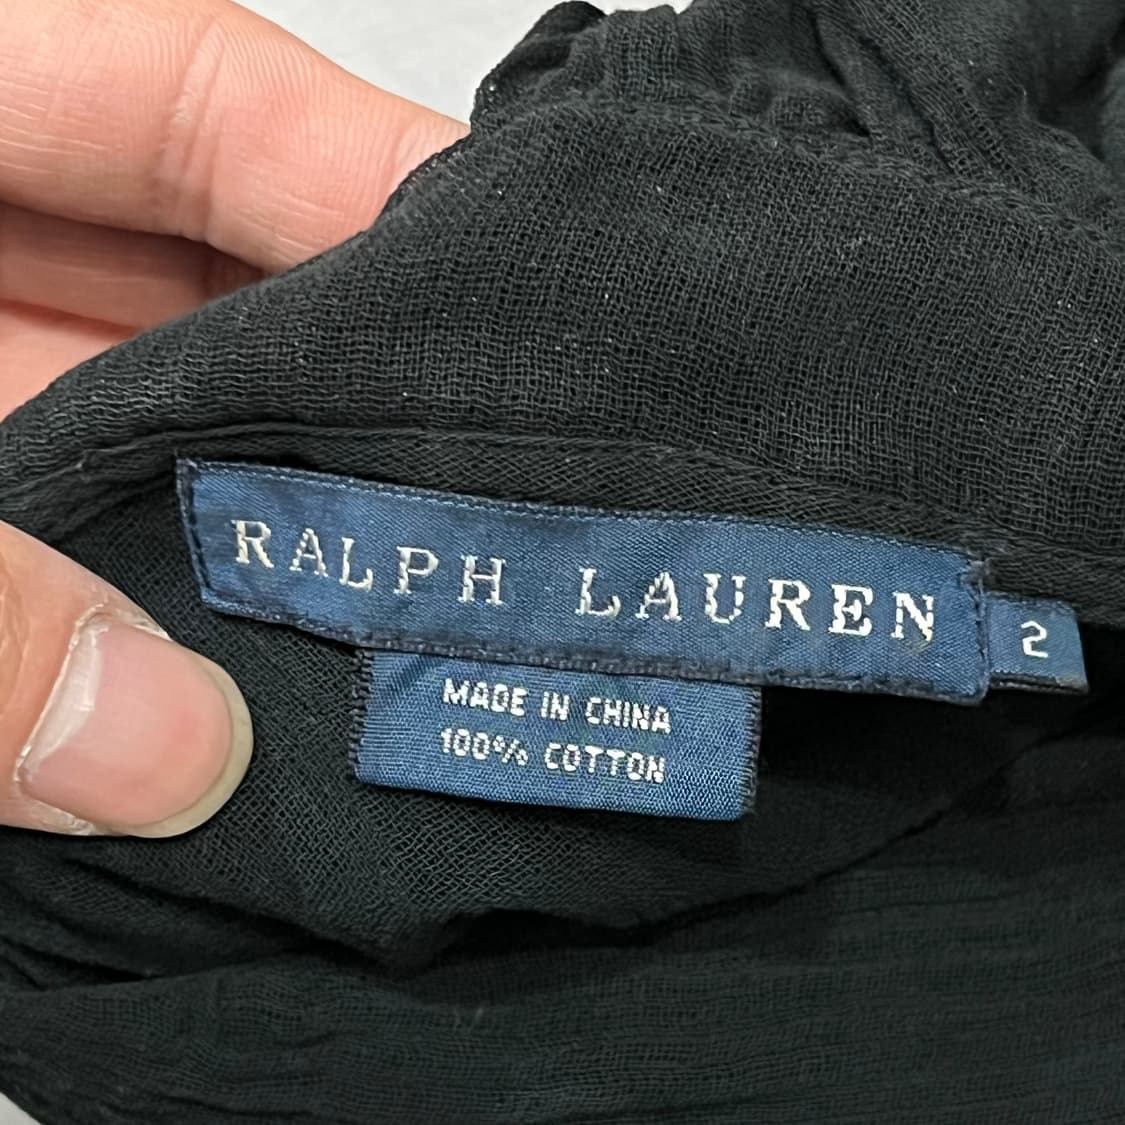 RALPH LAUREN
2
MADE IN CHINA
100% COTTON